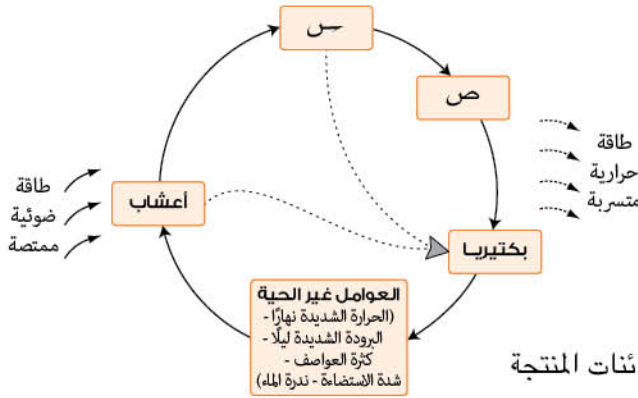 س
ص
طاقة
حرارية
متسربة
طاقة
ضوئية
ممتصة
أعشاب
بكتيريا
العوامل غير الحية
(الحرارة الشديدة نهارًا -
البرودة الشديدة ليلًا -
كثرة العواصف -
شدة الاستضاءة - ندرة الماء)
ئنات المنتجة